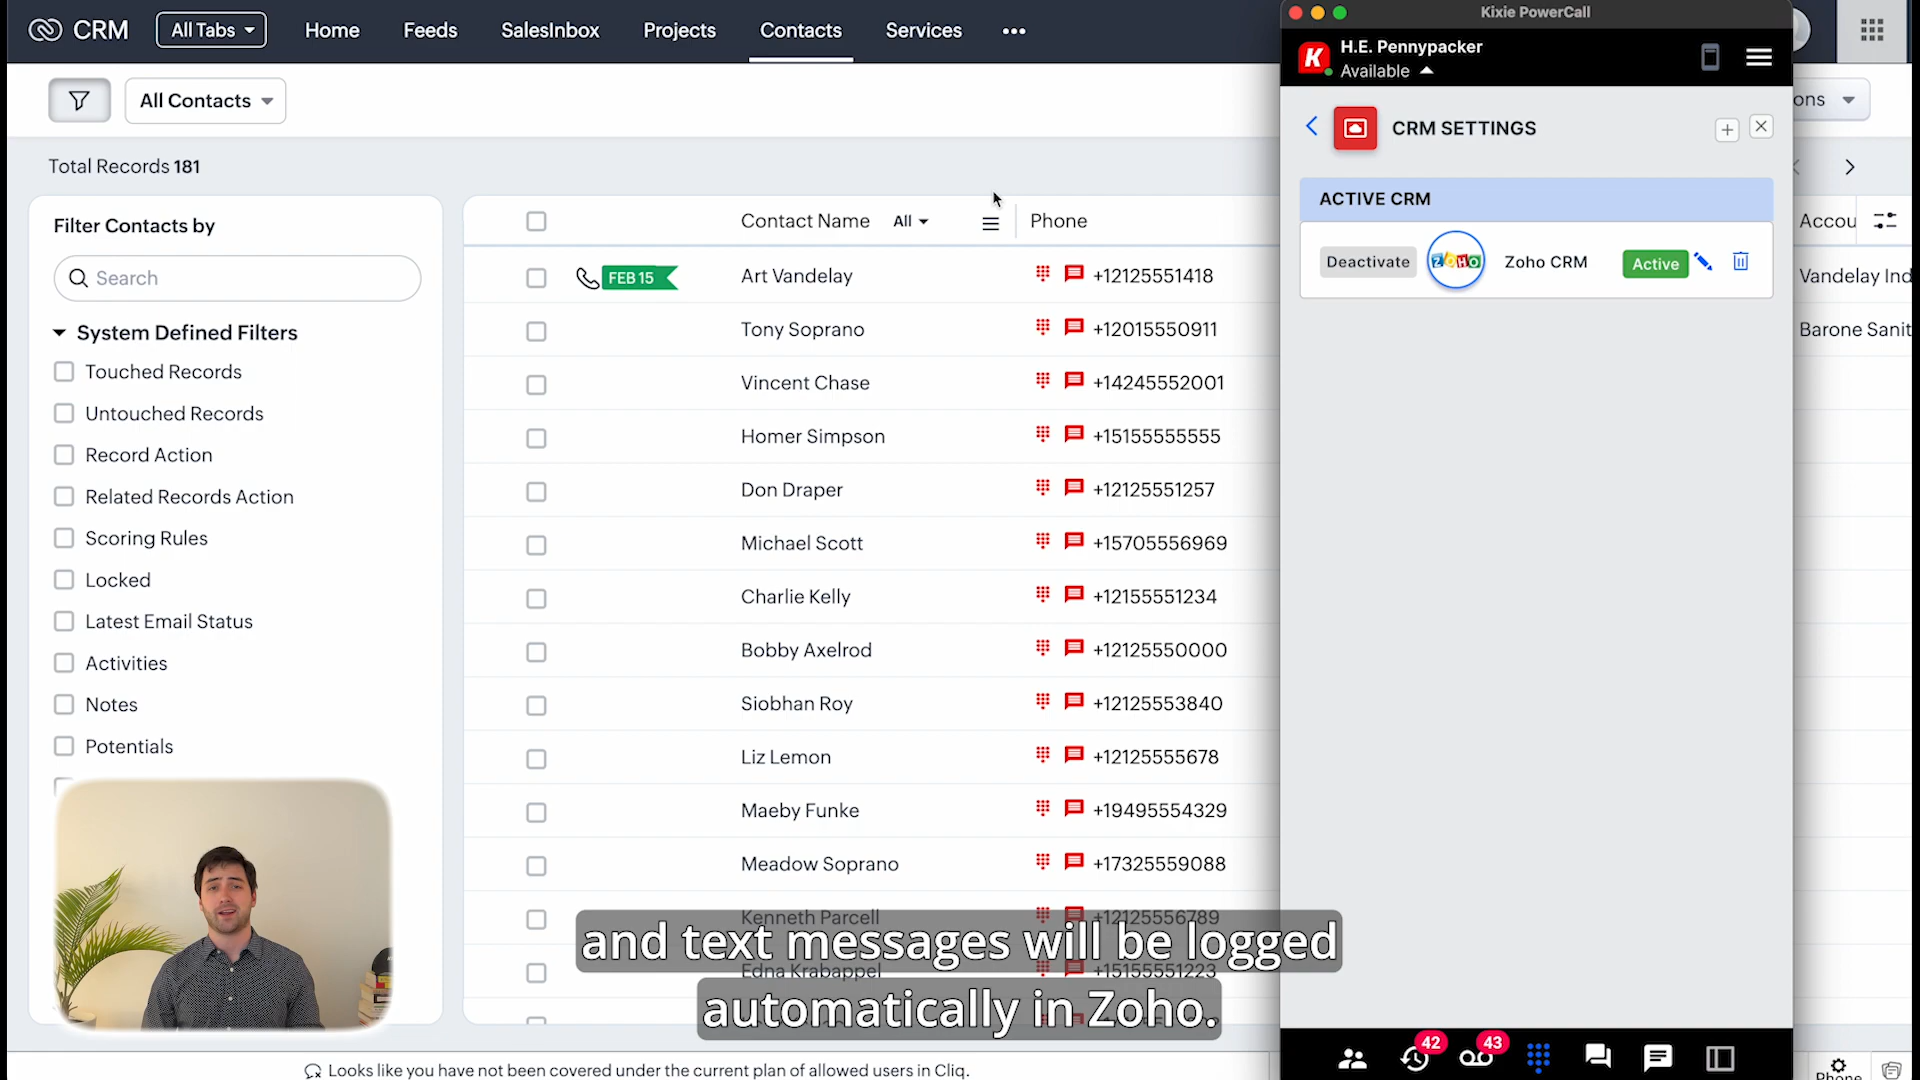 CRM
All Tabs
Home
Feeds
SalesInbox
Projects
Contacts
Services
Kixie PowerCall
K
H.E. Pennypacker
Available
All Contacts
ons
CRM SETTINGS
Total Records 181
ACTIVE CRM
Deactivate
ZOHO
Zoho CRM
Active
Filter Contacts by
Search
System Defined Filters
Touched Records
Untouched Records
Record Action
Related Records Action
Scoring Rules
Locked
Latest Email Status
Activities
Notes
Potentials
Contact Name All Phone Accou
FEB 15 Art Vandelay +12125551418 Vandelay Ind
Tony Soprano +12015550911 Barone Sanit
Vincent Chase +14245552001
Homer Simpson +15155555555
Don Draper +12125551257
Michael Scott +15705556969
Charlie Kelly +12155551234
Bobby Axelrod +12125550000
Siobhan Roy +12125553840
Liz Lemon +12125555678
Maeby Funke +19495554329
Meadow Soprano +17325559088
Kenneth Parcell +12125556789
Edna Krabappel +15155551223
and text messages will be logged
automatically in Zoho.
42
43
Looks like you have not been covered under the current plan of allowed users in Cliq.
Phone